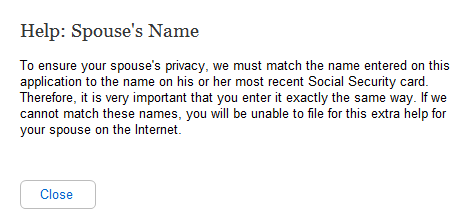 Help: Spouse's Name
To ensure your spouse's privacy, we must match the name entered on this
application to the name on his or her most recent Social Security card.
Therefore, it is very important that you enter it exactly the same way. If we
cannot match these names, you will be unable to file for this extra help for
your spouse on the Internet.
Close